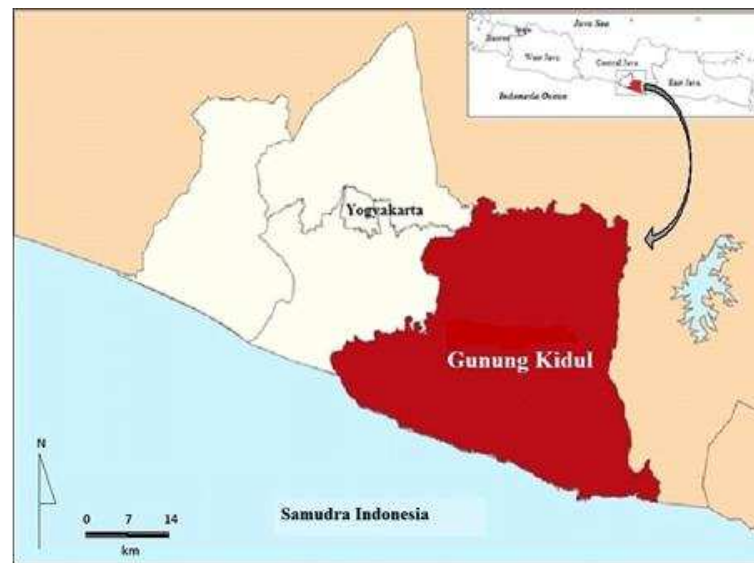 Java Sea
West Java
Central Java
East Java
Indonesia Ocean
Yogyakarta
Gunung Kidul
N
Samudra Indonesia
0 7 14
km